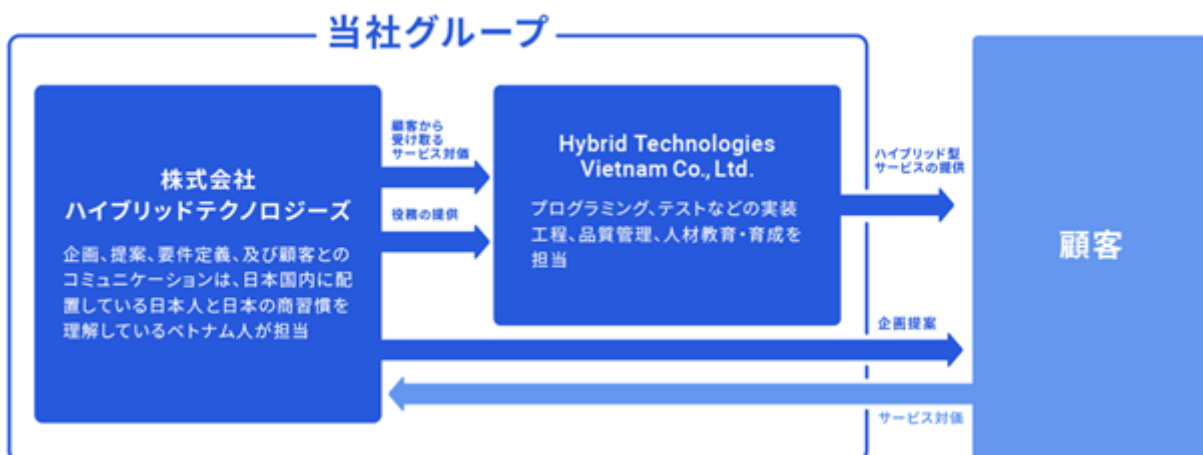 当社グループ
株式会社
ハイブリッドテクノロジーズ
企画、提案、要件定義、及び顧客との
コミュニケーションは、日本国内に配
置している日本人と日本の商習慣を
理解しているベトナム人が担当
顧客から
受け取る
サービス対価
役務の提供
Hybrid Technologies
Vietnam Co., Ltd.
プログラミング、テストなどの実装
工程、品質管理、人材教育・育成を
担当
ハイブリッド型
サービスの提供
企画提案
サービス対価
顧客